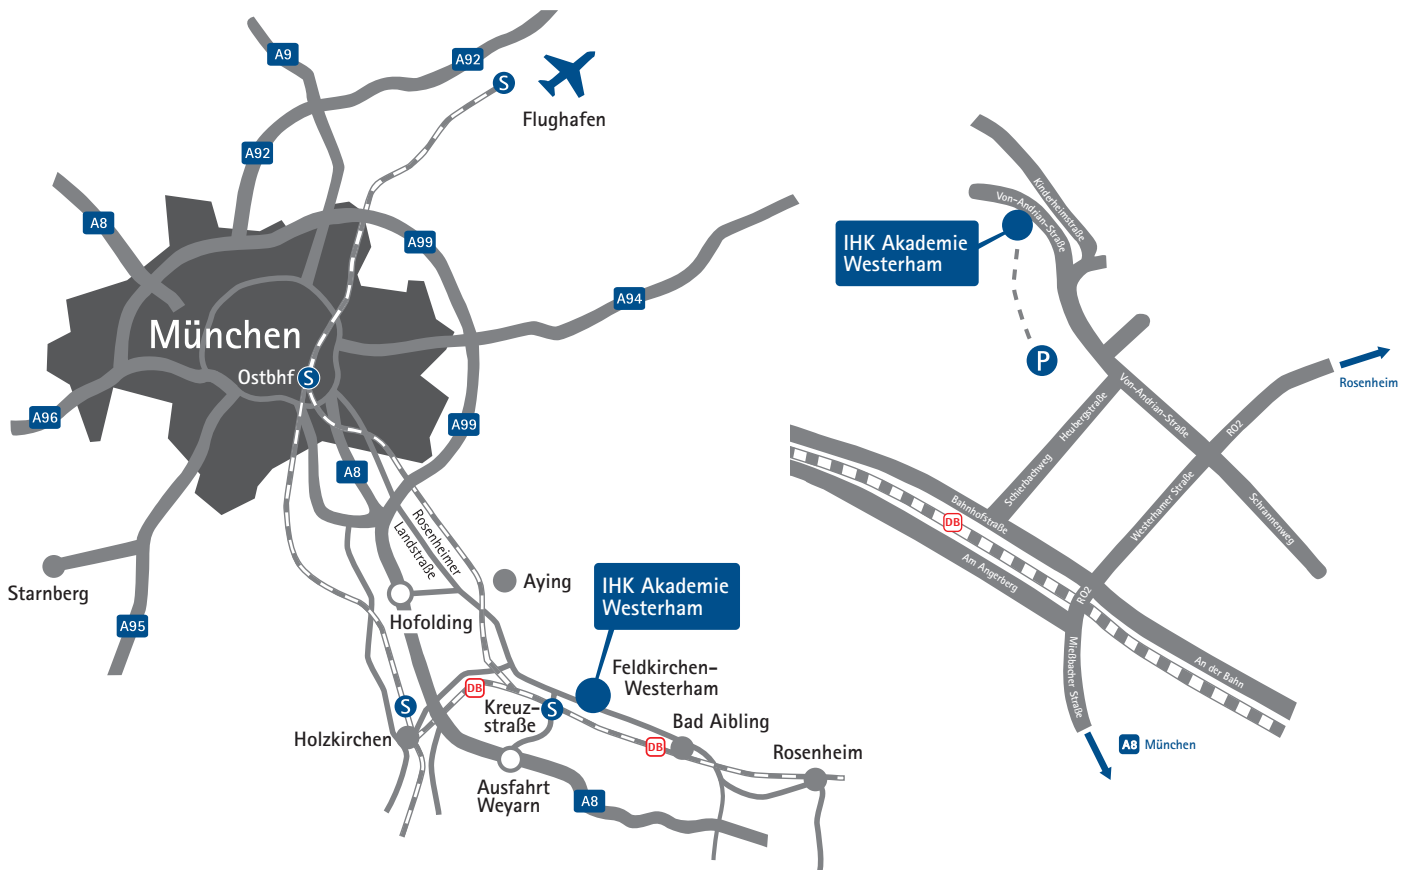 A9
A92
S
Flughafen
A92
A8
A99
A94
München
Ostbhf S
A96
A99
A8
Rosenheimer
Landstraße
Starnberg
A95
Aying
Hofolding
IHK Akademie
Westerham
Feldkirchen-
Westerham
DB
S
Kreuz-
straße
S
Holzkirchen
Bad Aibling
DB
Rosenheim
Ausfahrt
Weyarn
A8
Kinderheimstraße
Von-Andrian-Straße
IHK Akademie
Westerham
P
Rosenheim
Von-Andrian-Straße
Heubergstraße
RO2
Schierbachweg
Westerhamer Straße
Schrannenweg
Bahnhofstraße
DB
Am Angerberg
RO2
Mießbacher Straße
An der Bahn
A8 München